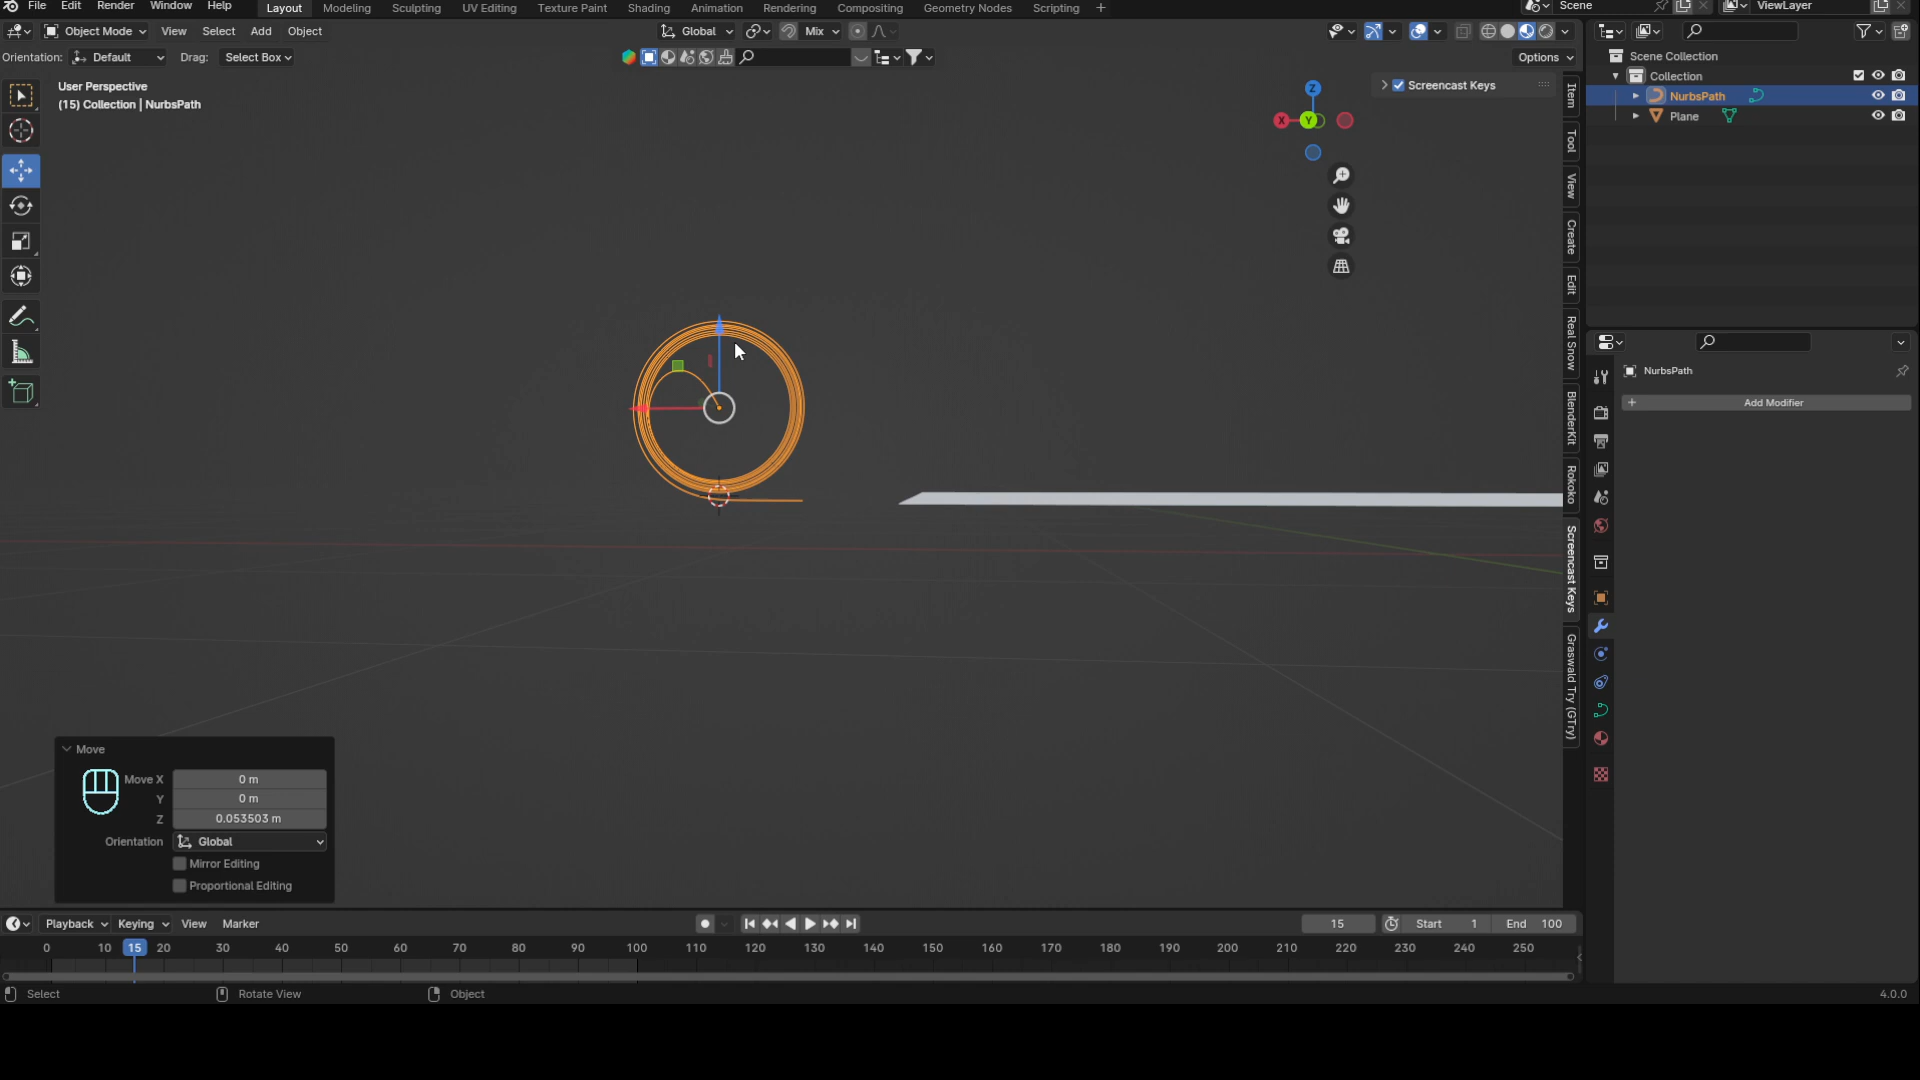 File Edit Render Window Help Layout Modeling Sculpting UV Editing Texture Paint Shading Animation Rendering Compositing Geometry Nodes Scripting + Scene ViewLayer
Object Mode View Select Add Object Global Mix
Orientation: Default Drag: Select Box Options
User Perspective
(15) Collection | NurbsPath
Screencast Keys
Z
X
Y
Item
Tool
View
Create
Edit
Real Snow
BlenderKit
Rokoko
Screencast Keys
Graswald Try (GTry)
Scene Collection
Collection
NurbsPath
Plane
NurbsPath
+ Add Modifier
Move
Move X 0 m
Y 0 m
Z 0.053503 m
Orientation Global
Mirror Editing
Proportional Editing
Playback Keying View Marker 15 Start 1 End 100
0 10 15 20 30 40 50 60 70 80 90 100 110 120 130 140 150 160 170 180 190 200 210 220 230 240 250
Select Rotate View Object 4.0.0